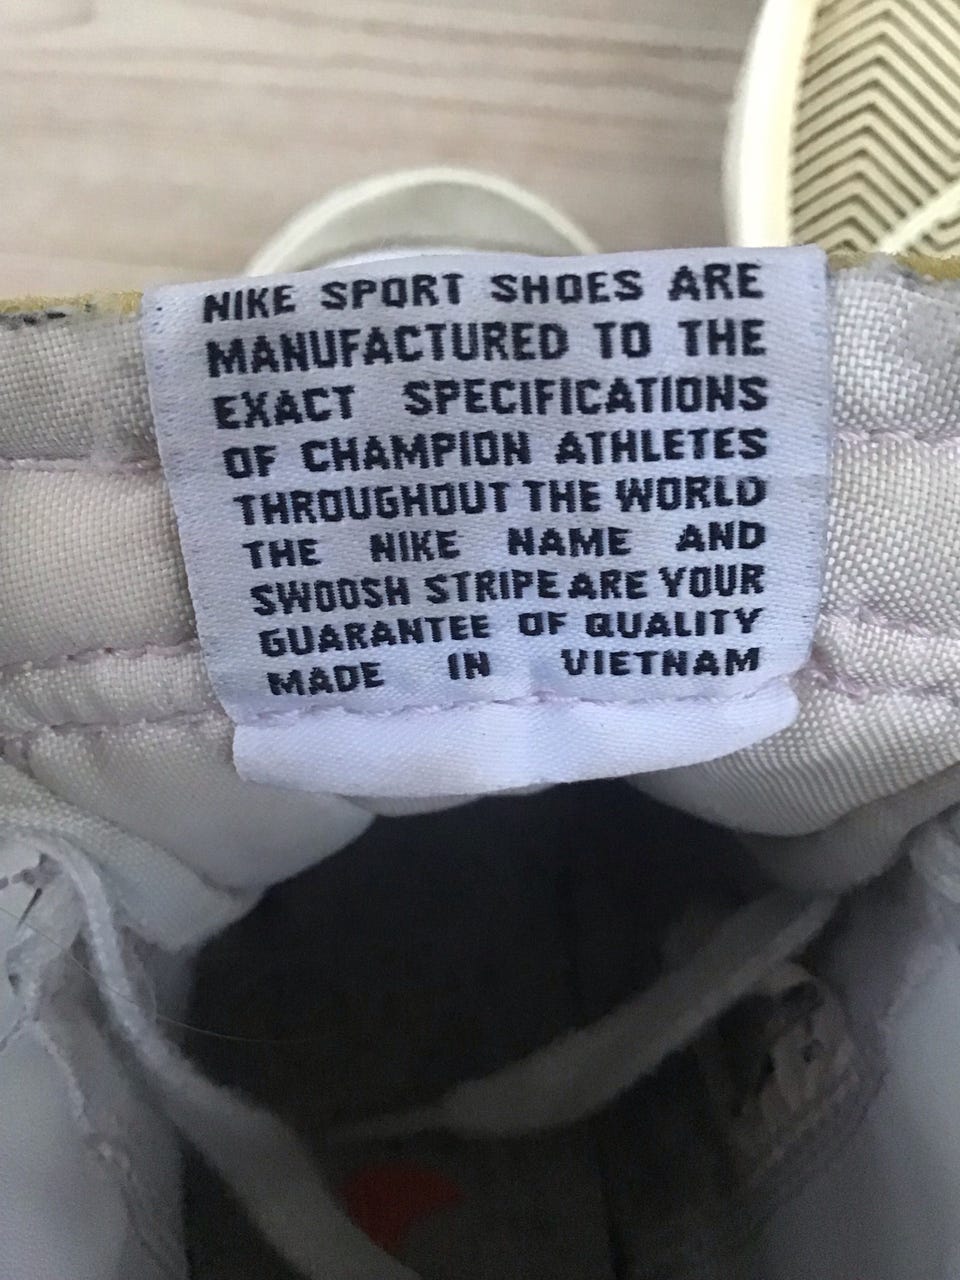 NIKE SPORT SHOES ARE
MANUFACTURED TO THE
EXACT SPECIFICATIONS
OF CHAMPION ATHLETES
THROUGHOUT THE WORLD
THE NIKE NAME AND
SWOOSH STRIPE ARE YOUR
GUARANTEE OF QUALITY
MADE IN VIETNAM